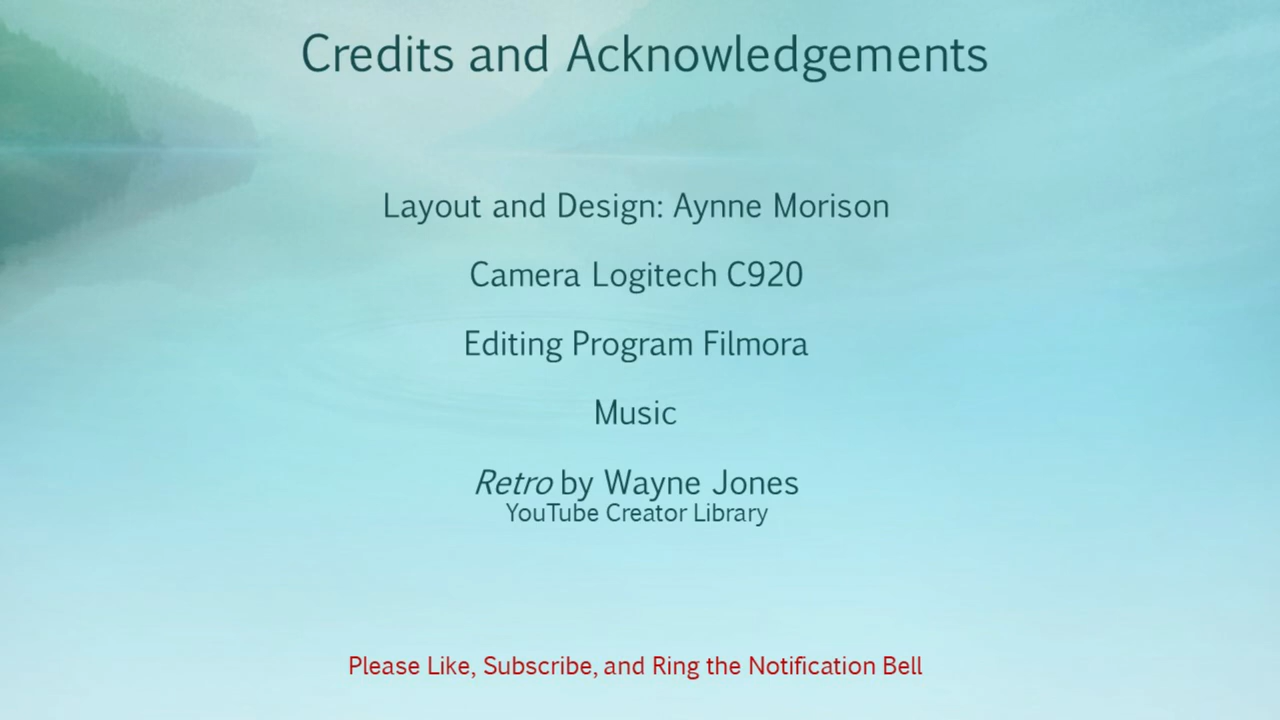 Credits and Acknowledgements
Layout and Design: Aynne Morison
Camera Logitech C920
Editing Program Filmora
Music
Retro by Wayne Jones
YouTube Creator Library
Please Like, Subscribe, and Ring the Notification Bell